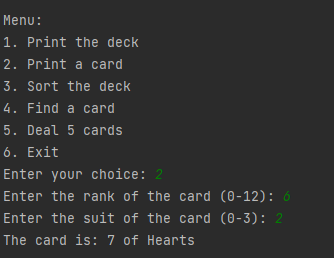 Menu:
1. Print the deck
2. Print a card
3. Sort the deck
4. Find a card
5. Deal 5 cards
6. Exit
Enter your choice: 2
Enter the rank of the card (0-12): 6
Enter the suit of the card (0-3): 2
The card is: 7 of Hearts